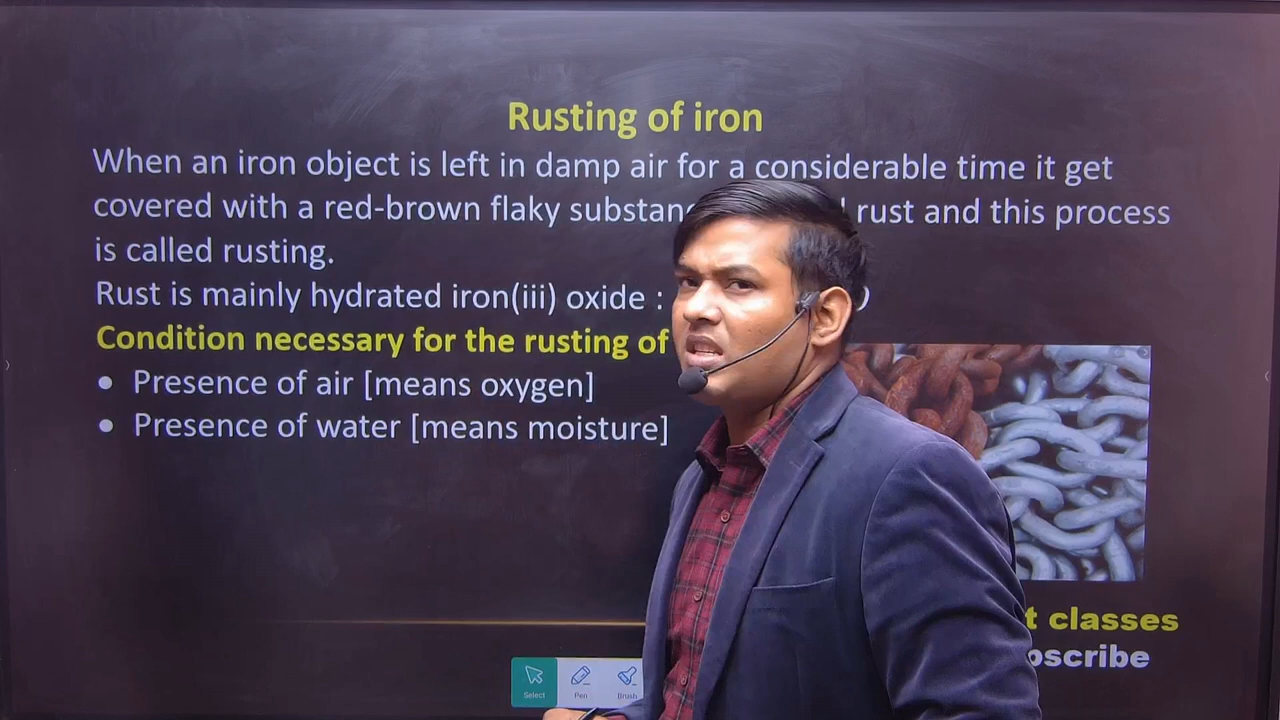 Rusting of iron
When an iron object is left in damp air for a considerable time it get
covered with a red-brown flaky rust and this process
is called rusting.
Rust is mainly hydrated iron(iii) oxide :
Condition necessary for the rusting of
• Presence of air [means oxygen]
• Presence of water [means moisture]
classes
Select
Pen
Brush